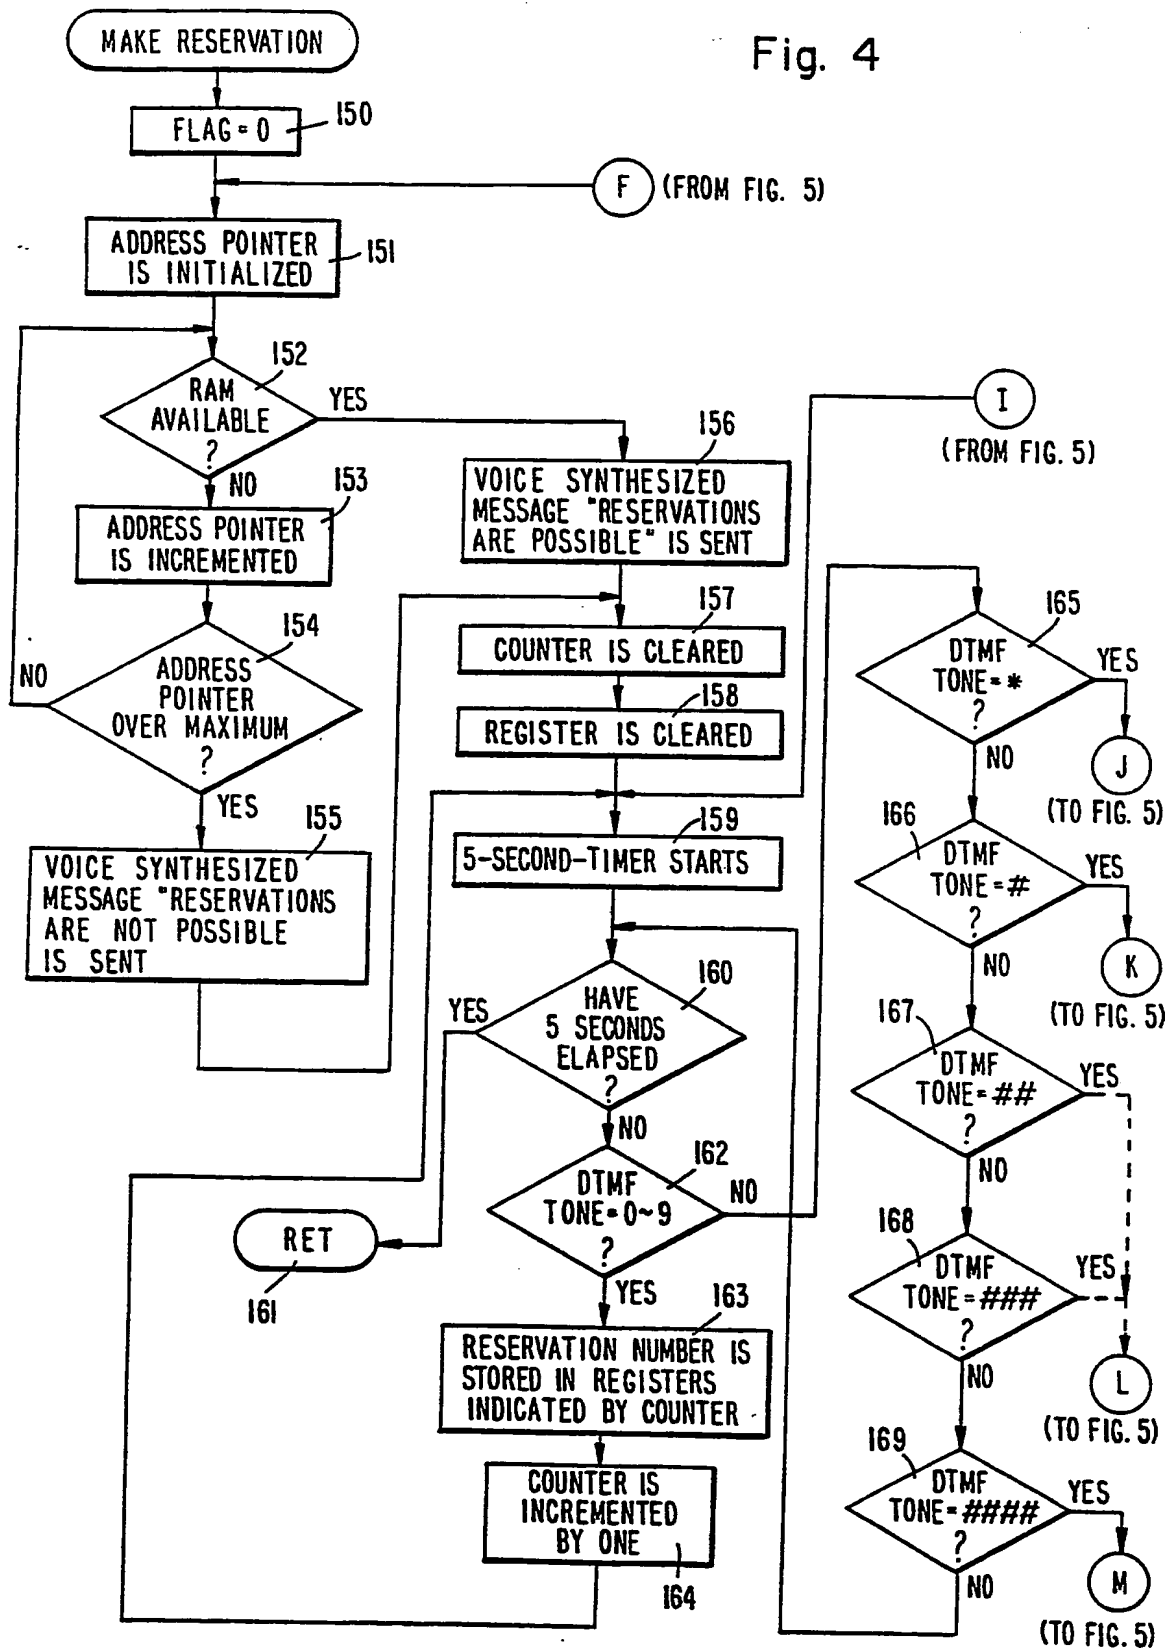 Fig. 4
MAKE RESERVATION
FLAG=0
150
F
(FROM FIG. 5)
ADDRESS POINTER
IS INITIALIZED
151
152
RAM
AVAILABLE
?
YES
NO
153
ADDRESS POINTER
IS INCREMENTED
154
ADDRESS
POINTER
OVER MAXIMUM
?
NO
YES
155
VOICE SYNTHESIZED
MESSAGE "RESERVATIONS
ARE NOT POSSIBLE
IS SENT
156
VOICE SYNTHESIZED
MESSAGE "RESERVATIONS
ARE POSSIBLE" IS SENT
I
(FROM FIG. 5)
157
COUNTER IS CLEARED
158
REGISTER IS CLEARED
159
5-SECOND-TIMER STARTS
160
HAVE
5 SECONDS
ELAPSED
?
YES
NO
RET
161
162
DTMF
TONE=0~9
?
NO
YES
163
RESERVATION NUMBER IS
STORED IN REGISTERS
INDICATED BY COUNTER
COUNTER IS
INCREMENTED
BY ONE
164
165
DTMF
TONE=*
?
YES
NO
J
(TO FIG. 5)
166
DTMF
TONE=#
?
YES
NO
K
(TO FIG. 5)
167
DTMF
TONE=##
?
YES
NO
168
DTMF
TONE=###
?
YES
NO
L
(TO FIG. 5)
169
DTMF
TONE=####
?
YES
NO
M
(TO FIG. 5)